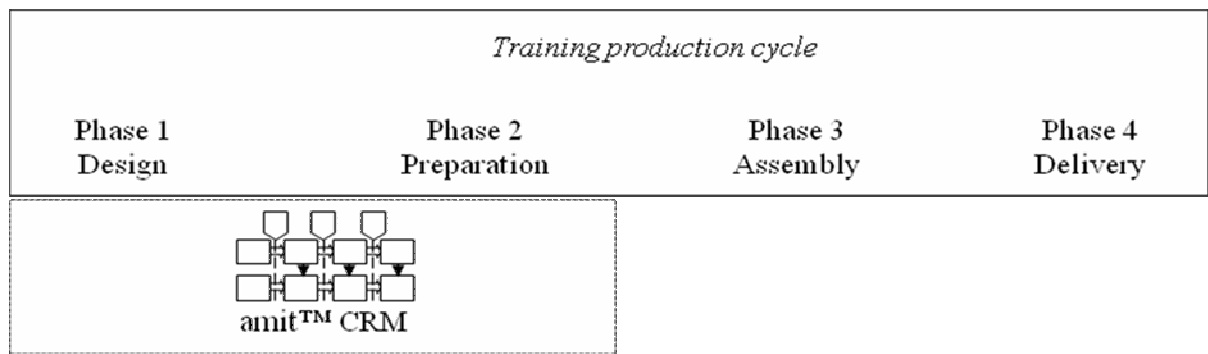 Training production cycle
Phase 1 Phase 2 Phase 3 Phase 4
Design Preparation Assembly Delivery
amit™ CRM